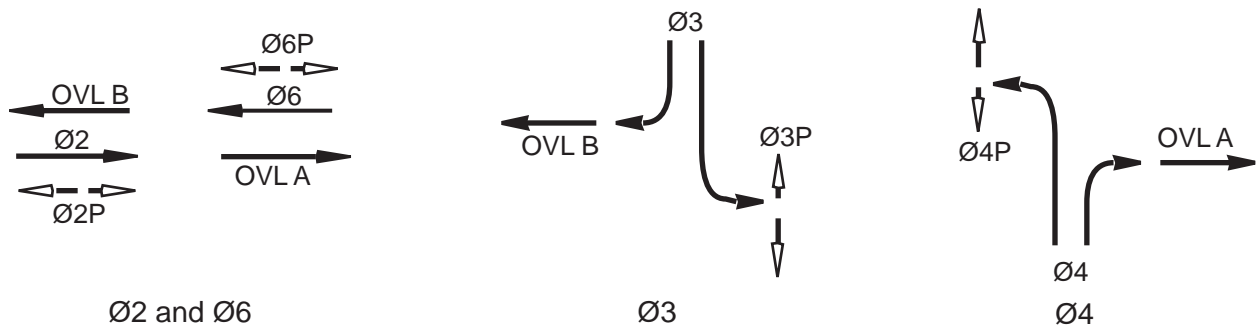 Ø6P
OVL B
Ø6
Ø2
OVL A
Ø2P
Ø2 and Ø6
Ø3
OVL B
Ø3P
Ø3
Ø4P
OVL A
Ø4
Ø4